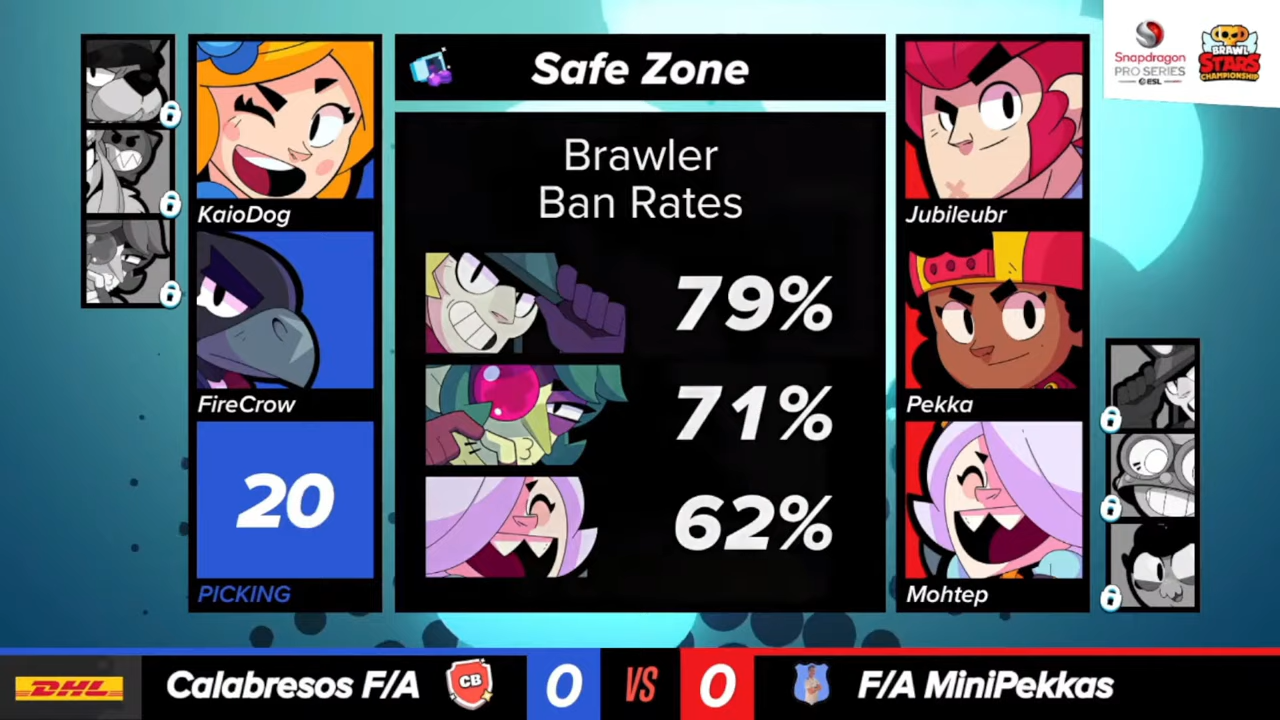 Safe Zone
Snapdragon
PRO SERIES
ESL
BRAWL
STARS
CHAMPIONSHIP
Brawler
Ban Rates
79%
71%
62%
KaioDog
FireCrow
20
PICKING
Jubileubr
Pekka
Mohtep
DHL
Calabresos F/A
CB
0
VS
0
F/A MiniPekkas